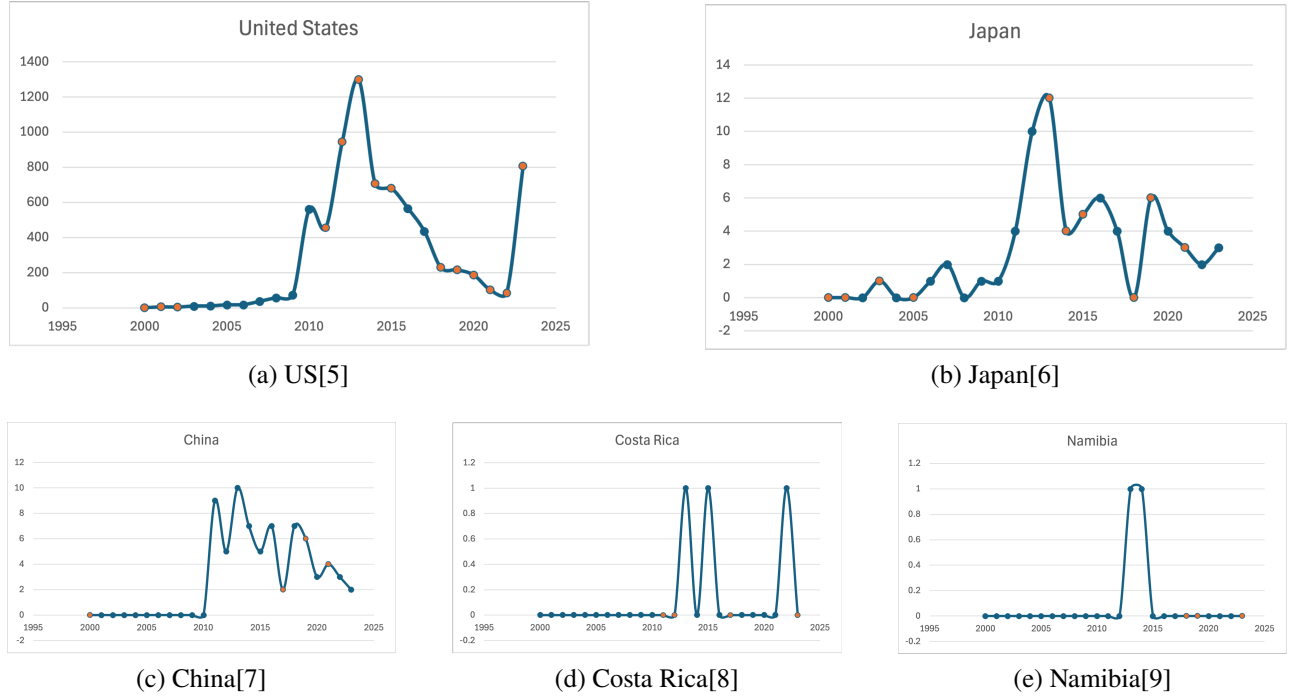 United States
1400
1200
1000
800
600
400
200
0
1995 2000 2005 2010 2015 2020 2025
(a) US[5]
Japan
14
12
10
8
6
4
2
0
1995 2000 2005 2010 2015 2020 2025
-2
(b) Japan[6]
China
12
10
8
6
4
2
0
1995 2000 2005 2010 2015 2020 2025
-2
(c) China[7]
Costa Rica
1.2
1
0.8
0.6
0.4
0.2
0
1995 2000 2005 2010 2015 2020 2025
-0.2
(d) Costa Rica[8]
Namibia
1.2
1
0.8
0.6
0.4
0.2
0
1995 2000 2005 2010 2015 2020 2025
-0.2
(e) Namibia[9]